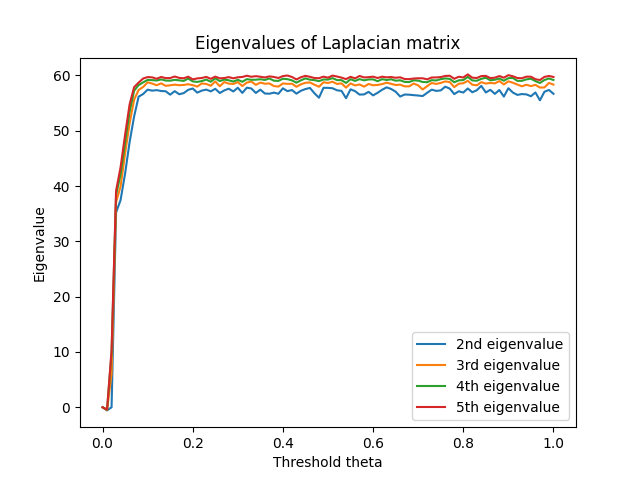 Eigenvalues of Laplacian matrix
60
50
40
30
20
10
0
Eigenvalue
0.0 0.2 0.4 0.6 0.8 1.0
Threshold theta
2nd eigenvalue
3rd eigenvalue
4th eigenvalue
5th eigenvalue